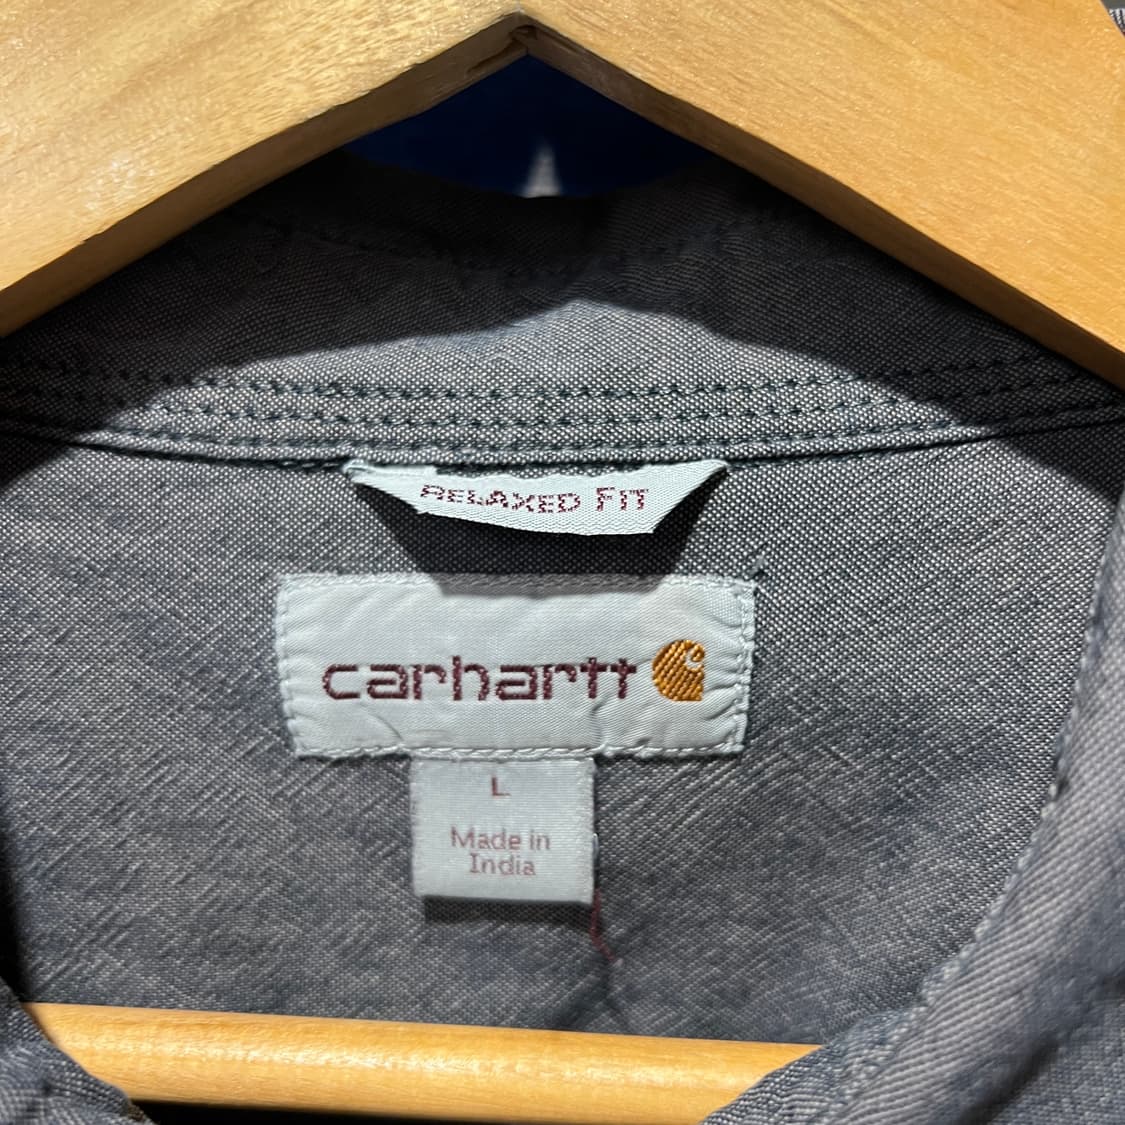 RELAXED FIT
carhartt
L
Made in
India